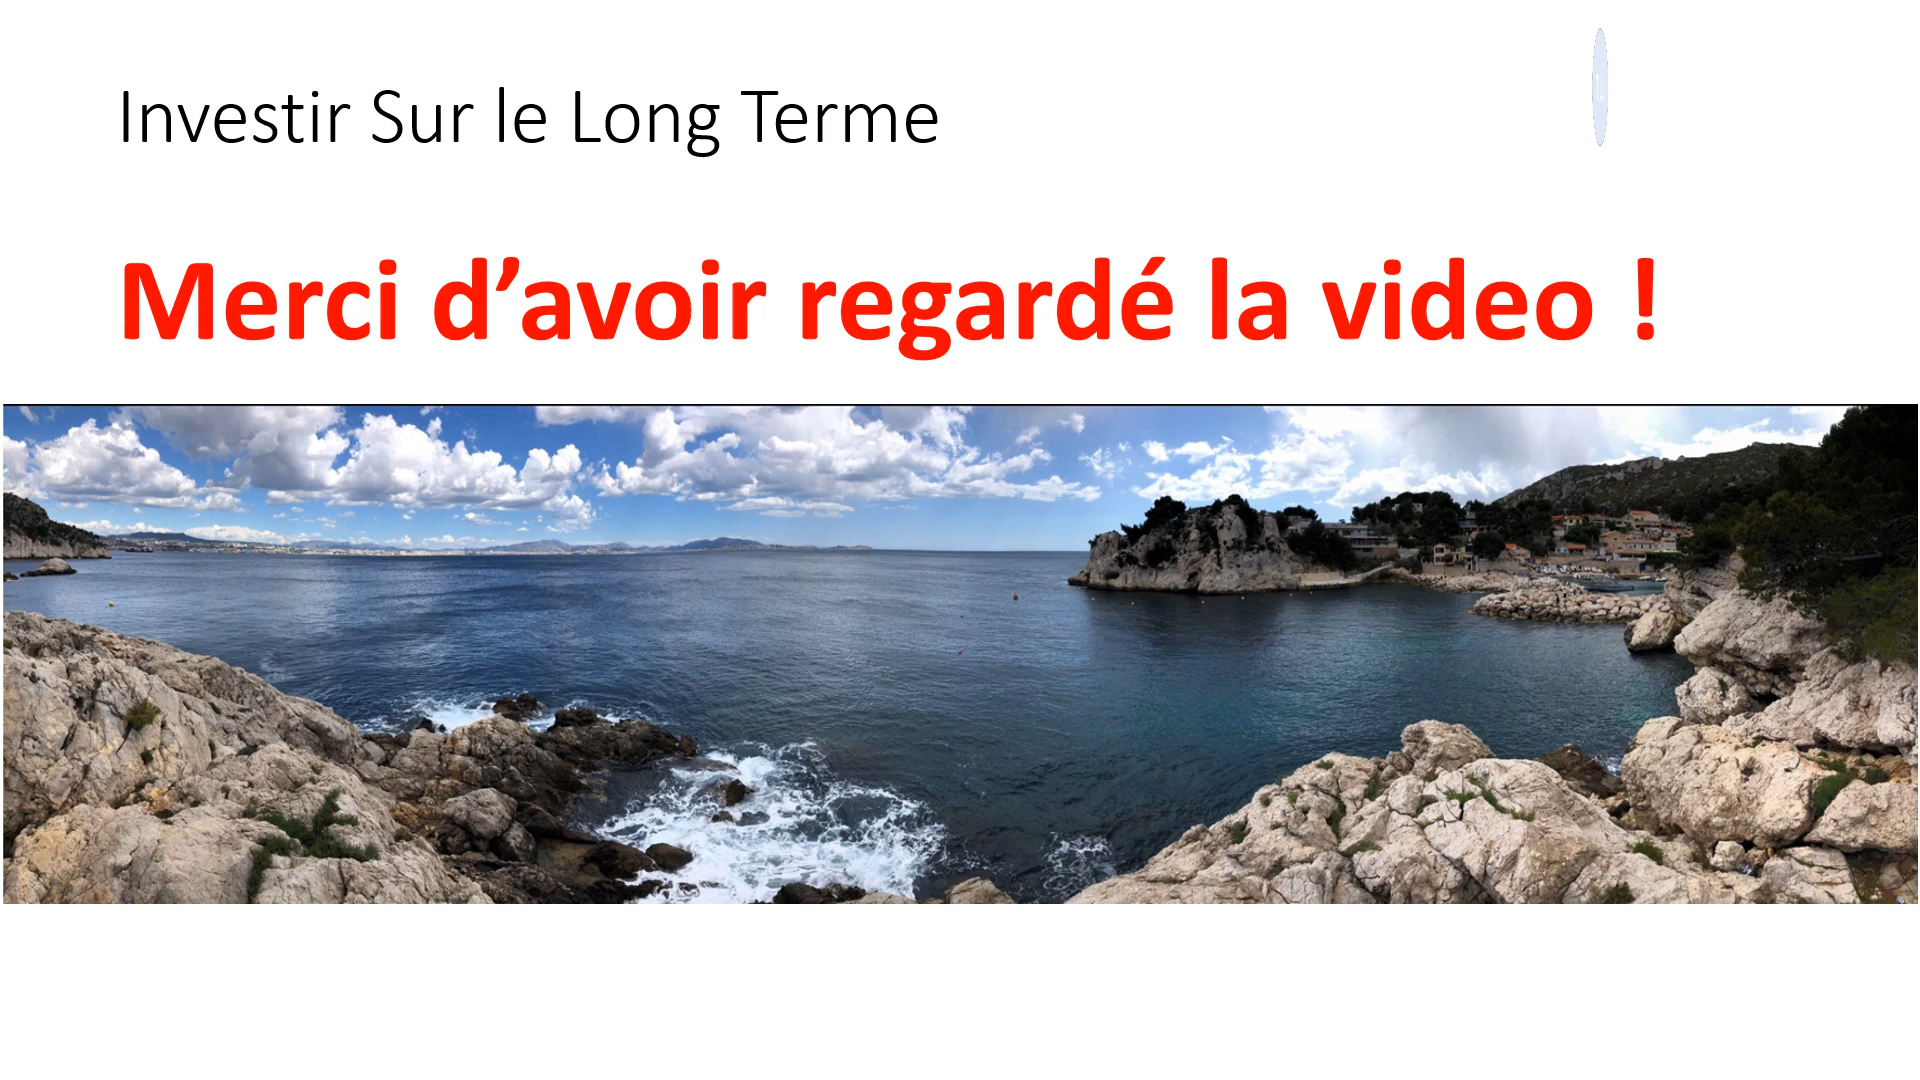 Investir Sur le Long Terme
Merci d’avoir regardé la video !